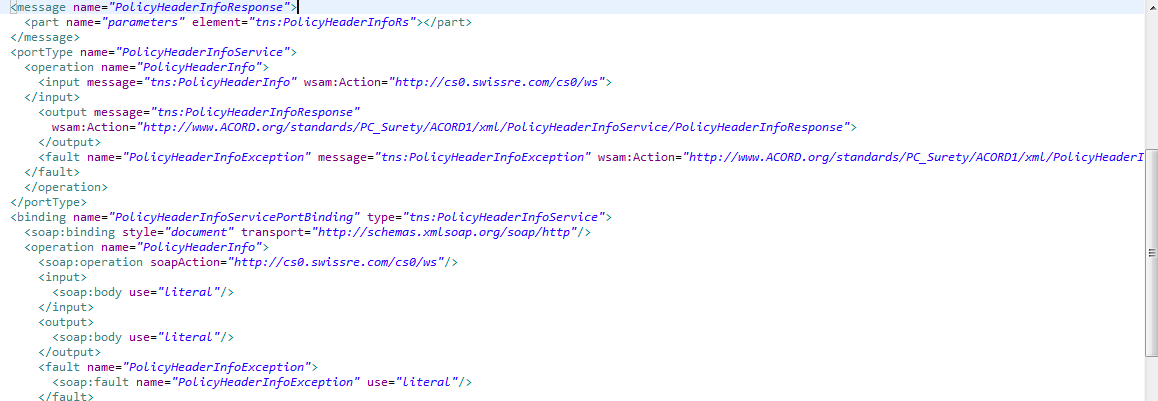 <message name="PolicyHeaderInfoResponse">
<part name="parameters" element="tns:PolicyHeaderInfoRs"></part>
</message>
<portType name="PolicyHeaderInfoService">
<operation name="PolicyHeaderInfo">
<input message="tns:PolicyHeaderInfo" wsam:Action="http://cs0.swissre.com/cs0/ws">
</input>
<output message="tns:PolicyHeaderInfoResponse"
wsam:Action="http://www.ACORD.org/standards/PC_Surety/ACORD1/xml/PolicyHeaderInfoService/PolicyHeaderInfoResponse">
</output>
<fault name="PolicyHeaderInfoException" message="tns:PolicyHeaderInfoException" wsam:Action="http://www.ACORD.org/standards/PC_Surety/ACORD1/xml/PolicyHeaderI
</fault>
</operation>
</portType>
<binding name="PolicyHeaderInfoServicePortBinding" type="tns:PolicyHeaderInfoService">
<soap:binding style="document" transport="http://schemas.xmlsoap.org/soap/http"/>
<operation name="PolicyHeaderInfo">
<soap:operation soapAction="http://cs0.swissre.com/cs0/ws"/>
<input>
<soap:body use="literal"/>
</input>
<output>
<soap:body use="literal"/>
</output>
<fault name="PolicyHeaderInfoException">
<soap:fault name="PolicyHeaderInfoException" use="literal"/>
</fault>